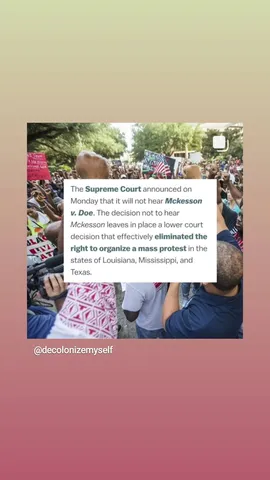 The Supreme Court announced on
Monday that it will not hear Mckesson
v. Doe. The decision not to hear
Mckesson leaves in place a lower court
decision that effectively eliminated the
right to organize a mass protest in the
states of Louisiana, Mississippi, and
Texas.
@decolonizemyself